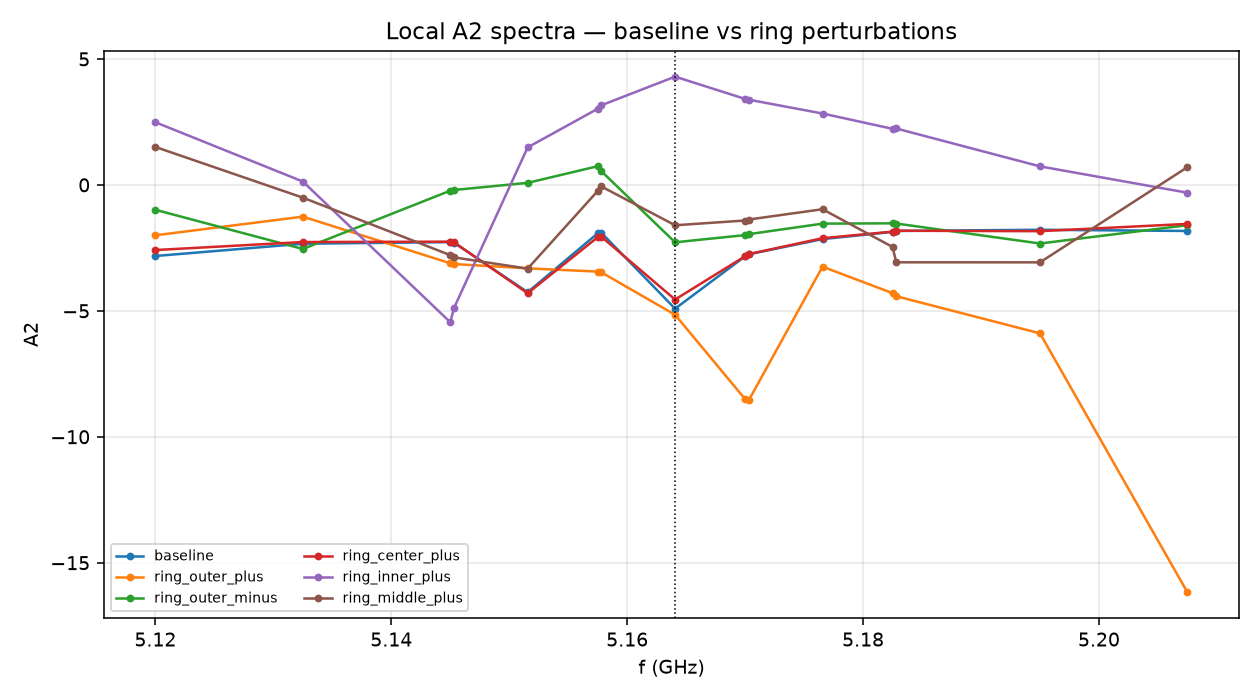 Local A2 spectra — baseline vs ring perturbations
5
0
−5
−10
−15
A2
baseline
ring_outer_plus
ring_outer_minus
ring_center_plus
ring_inner_plus
ring_middle_plus
5.12 5.14 5.16 5.18 5.20
f (GHz)